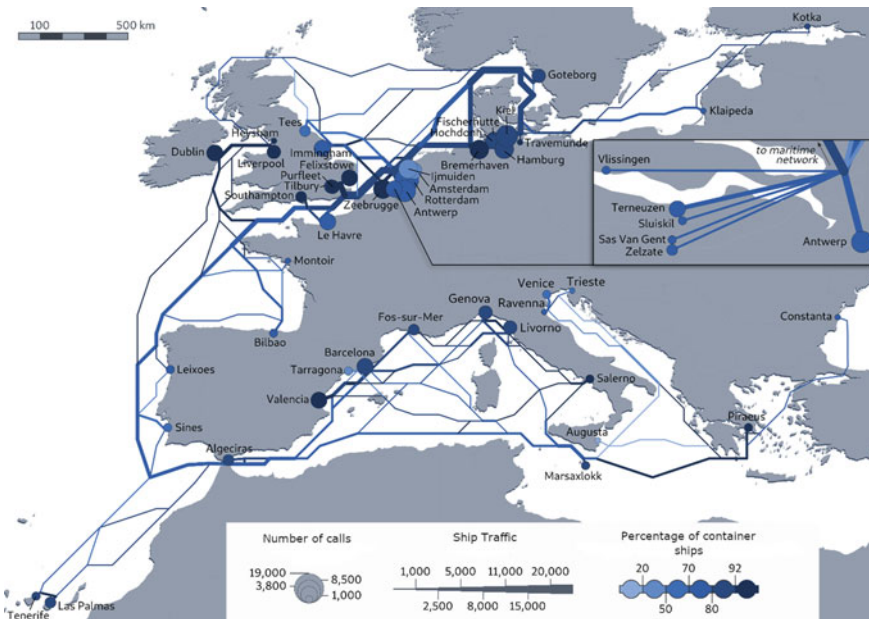 100 500 km
Kotka
Goteborg
Klaipeda
Kiel
Fischerhutte
Hochdonn
Travemunde
Hamburg
Bremerhaven
Tees
Heysham
Dublin
Liverpool
Immingham
Felixstowe
Purfleet
Tilbury
Southampton
Ijmuiden
Amsterdam
Rotterdam
Zeebrugge
Antwerp
Le Havre
to maritime
network
Vlissingen
Terneuzen
Sluiskil
Sas Van Gent
Zelzate
Antwerp
Montoir
Bilbao
Venice
Trieste
Ravenna
Genova
Livorno
Fos-sur-Mer
Constanta
Barcelona
Tarragona
Leixoes
Valencia
Salerno
Sines
Piraeus
Augusta
Algeciras
Marsaxlokk
Tenerife
Las Palmas
Number of calls
19,000
3,800
8,500
1,000
Ship Traffic
1,000 5,000 11,000 20,000
2,500 8,000 15,000
Percentage of container
ships
20 70 92
50 80